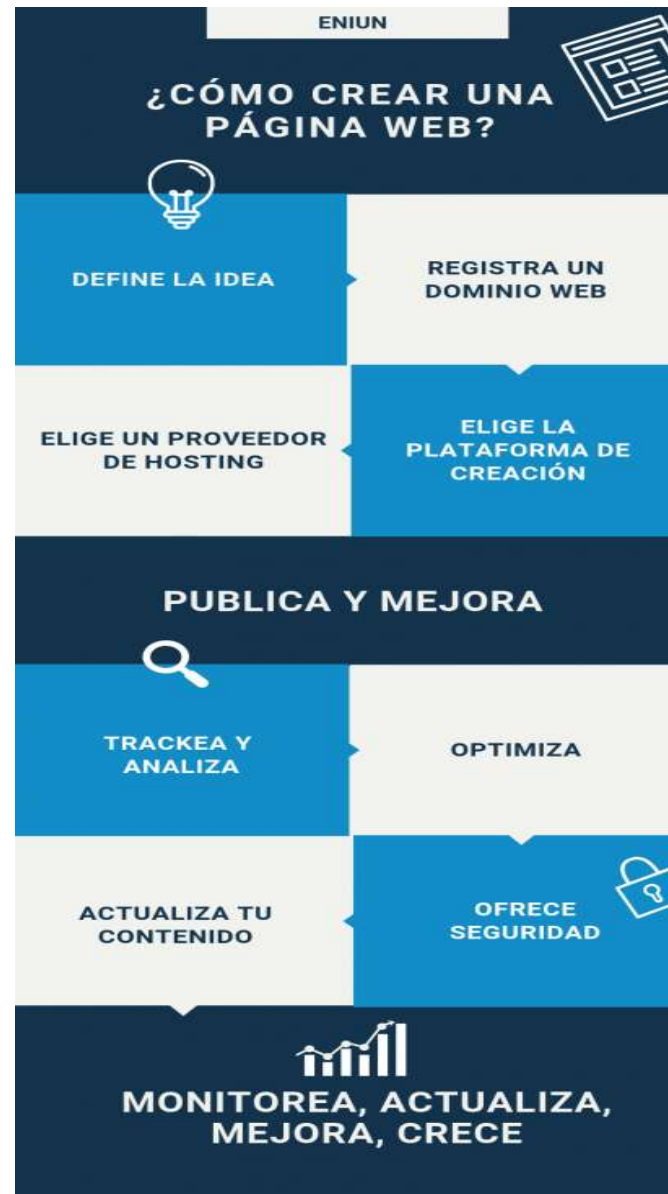 ENIUN
¿CÓMO CREAR UNA
PÁGINA WEB?
DEFINE LA IDEA
REGISTRA UN
DOMINIO WEB
ELIGE UN PROVEEDOR
DE HOSTING
ELIGE LA
PLATAFORMA DE
CREACIÓN
PUBLICA Y MEJORA
TRACKEA Y
ANALIZA
OPTIMIZA
ACTUALIZA TU
CONTENIDO
OFRECE
SEGURIDAD
MONITOREA, ACTUALIZA,
MEJORA, CRECE